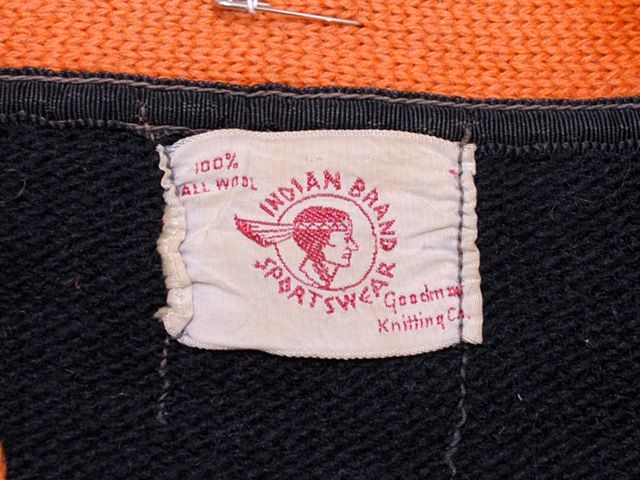 100%
ALL WOOL
INDIAN BRAND
SPORTSWEAR
Goodman
Knitting Co.